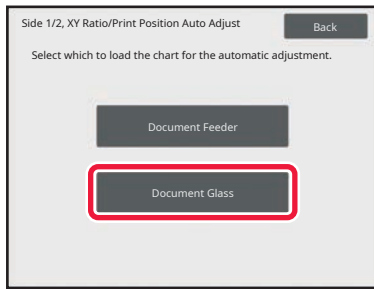 Side 1/2, XY Ratio/Print Position Auto Adjust
Back
Select which to load the chart for the automatic adjustment.
Document Feeder
Document Glass